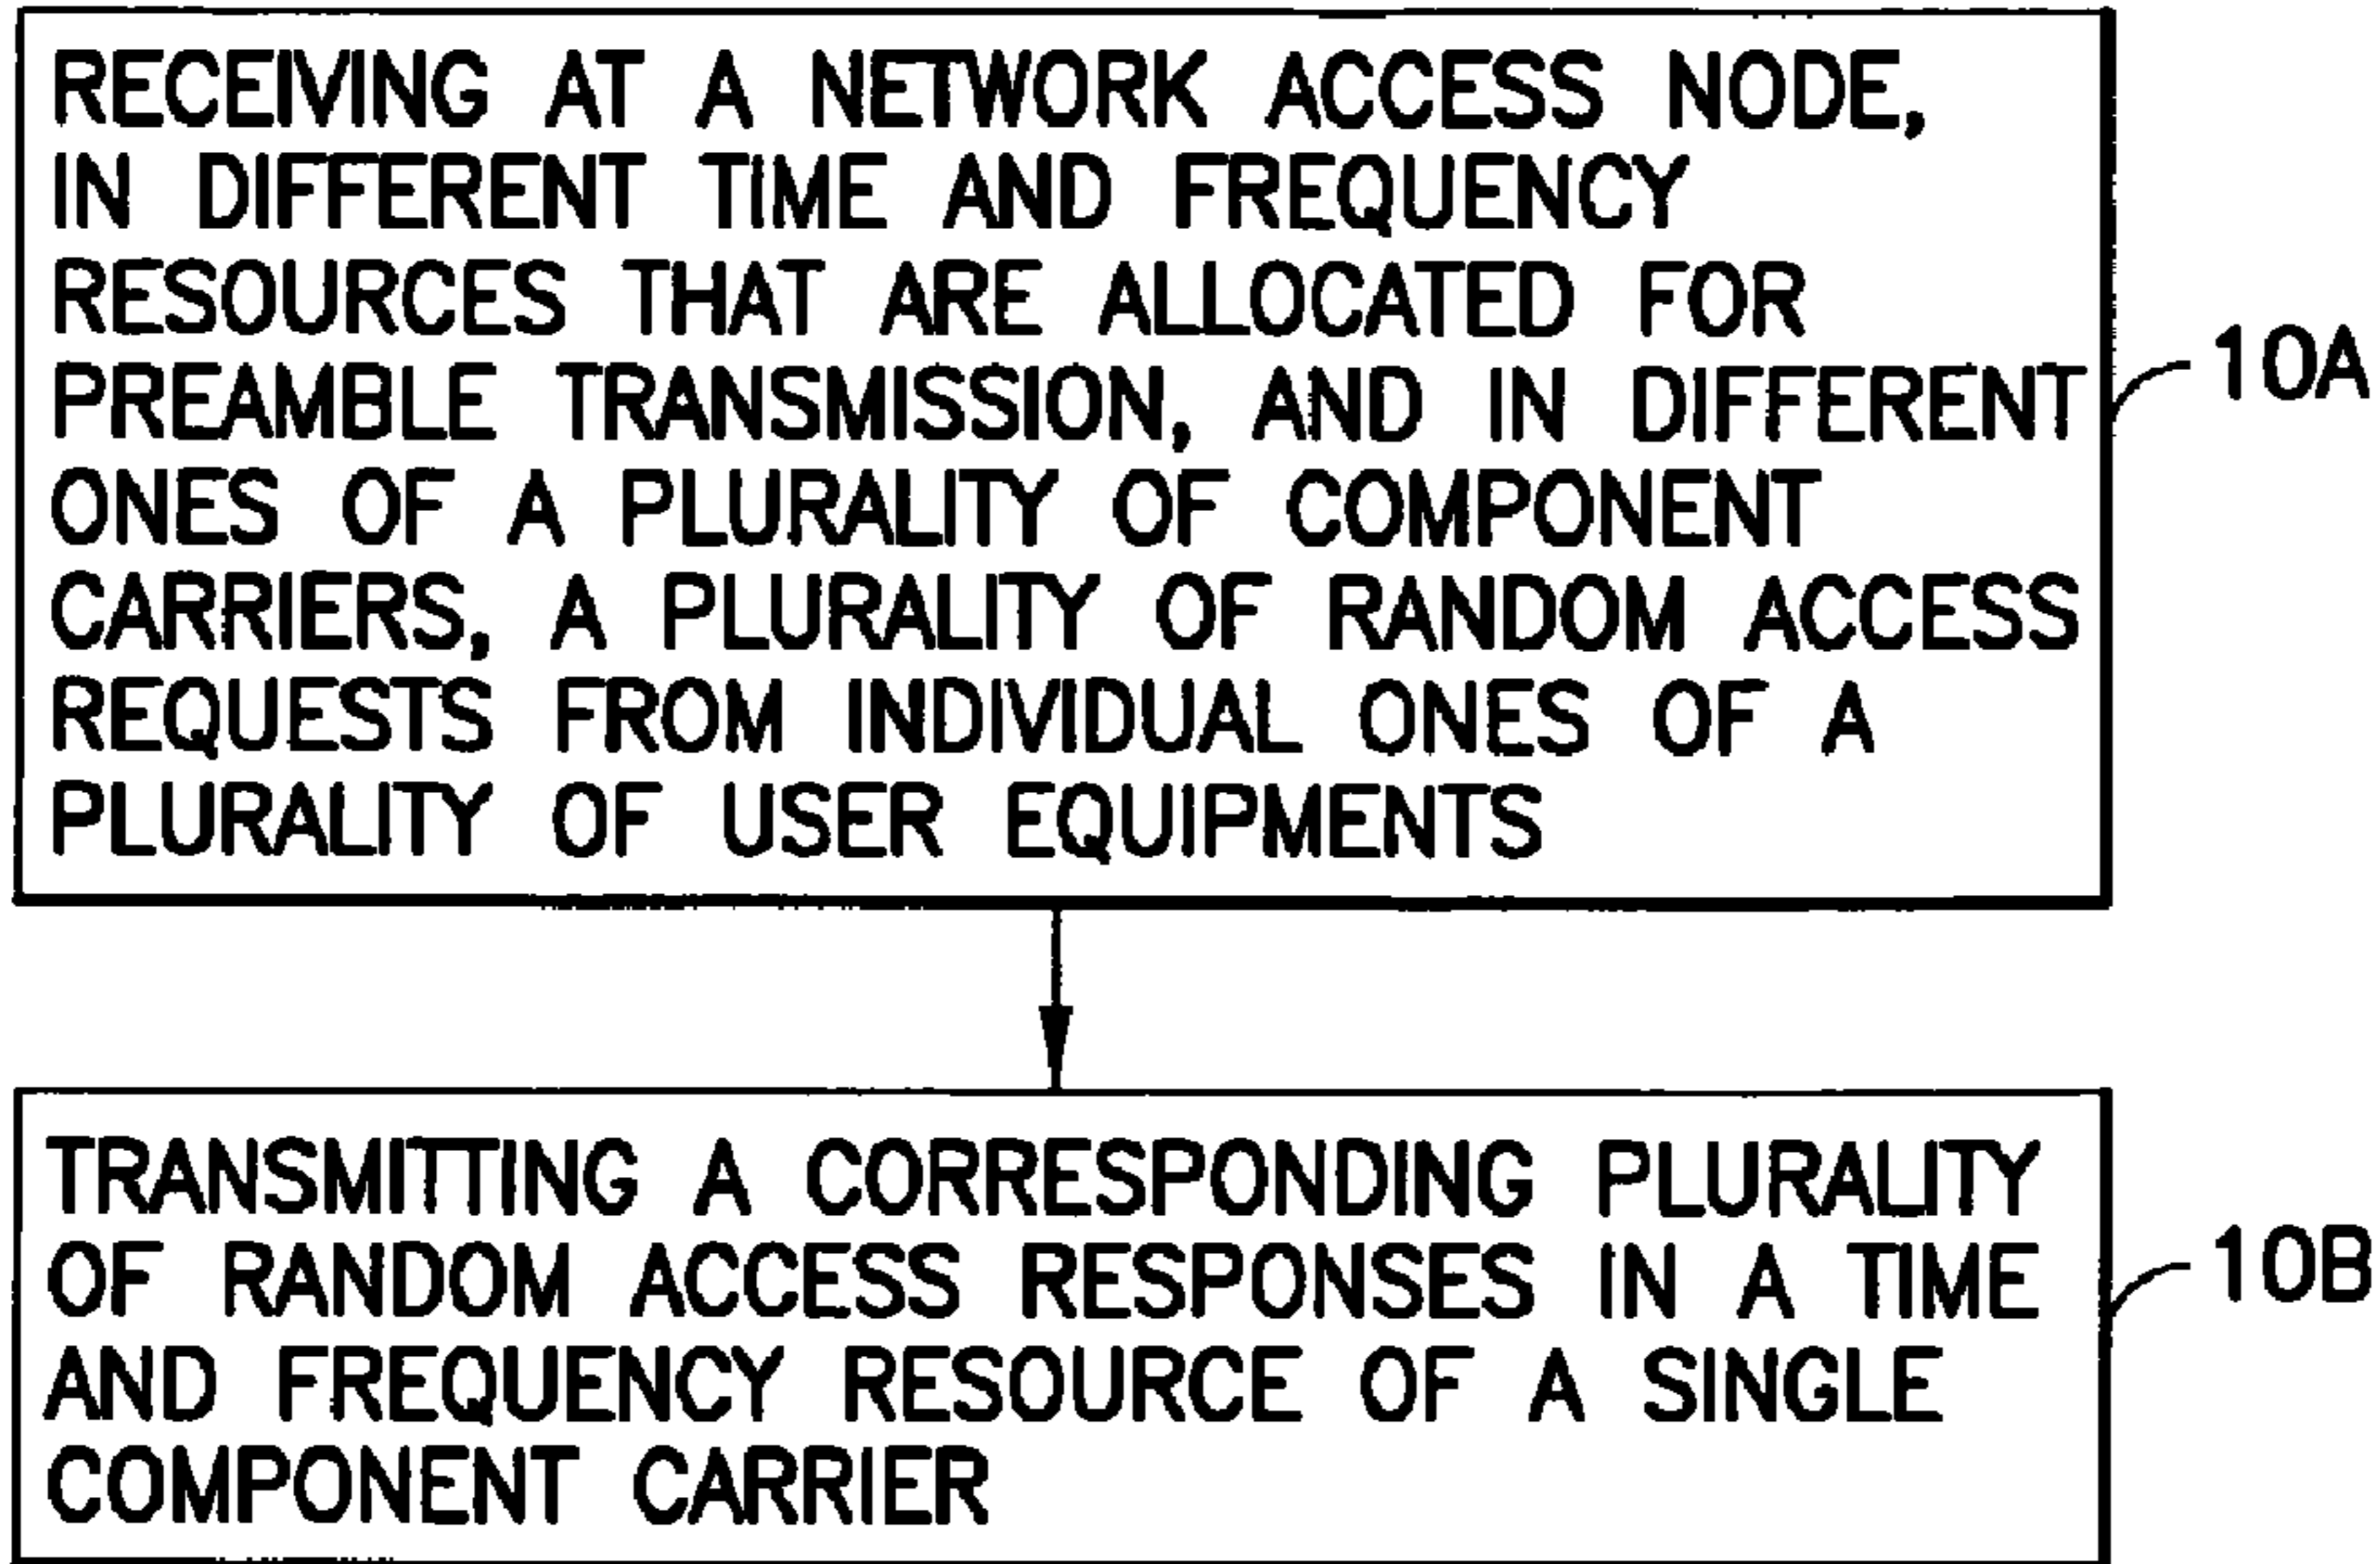 RECEIVING AT A NETWORK ACCESS NODE,
IN DIFFERENT TIME AND FREQUENCY
RESOURCES THAT ARE ALLOCATED FOR
PREAMBLE TRANSMISSION, AND IN DIFFERENT
ONES OF A PLURALITY OF COMPONENT
CARRIERS, A PLURALITY OF RANDOM ACCESS
REQUESTS FROM INDIVIDUAL ONES OF A
PLURALITY OF USER EQUIPMENTS
10A
TRANSMITTING A CORRESPONDING PLURALITY
OF RANDOM ACCESS RESPONSES IN A TIME
AND FREQUENCY RESOURCE OF A SINGLE
COMPONENT CARRIER
10B